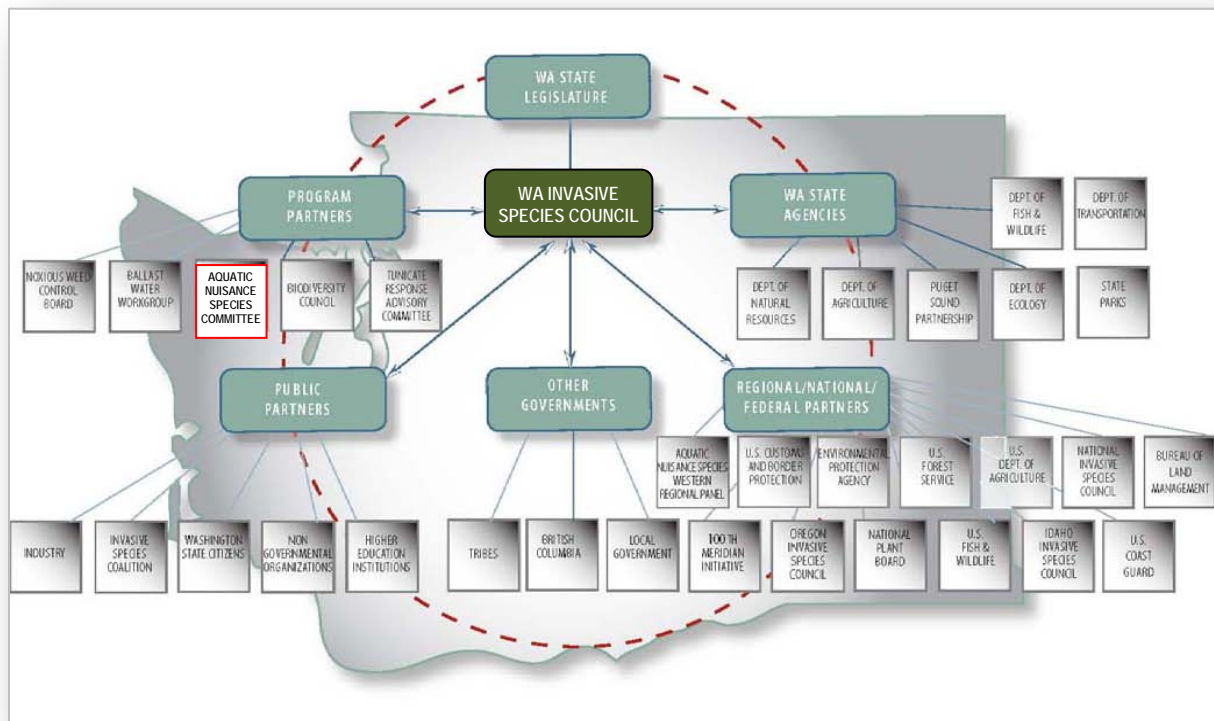 WA STATE
LEGISLATURE
PROGRAM
PARTNERS
WA INVASIVE
SPECIES COUNCIL
WA STATE
AGENCIES
DEPT. OF
FISH &
WILDLIFE
DEPT. OF
TRANSPORTATION
NOXIOUS WEED
CONTROL
BOARD
BALLAST
WATER
WORKGROUP
AQUATIC
NUISANCE
SPECIES
COMMITTEE
BIODIVERSITY
COUNCIL
TUNICATE
RESPONSE
ADVISORY
COMMITTEE
DEPT. OF
NATURAL
RESOURCES
DEPT. OF
AGRICULTURE
PUGET
SOUND
PARTNERSHIP
DEPT. OF
ECOLOGY
STATE
PARKS
PUBLIC
PARTNERS
OTHER
GOVERNMENTS
REGIONAL/NATIONAL/
FEDERAL PARTNERS
AQUATIC
NUISANCE SPECIES
WESTERN
REGIONAL PANEL
U.S. CUSTOMS
AND BORDER
PROTECTION
ENVIRONMENTAL
PROTECTION
AGENCY
U.S.
FOREST
SERVICE
U.S.
DEPT. OF
AGRICULTURE
NATIONAL
INVASIVE
SPECIES
COUNCIL
BUREAU OF
LAND
MANAGEMENT
INDUSTRY
INVASIVE
SPECIES
COALITION
WASHINGTON
STATE CITIZENS
NON
GOVERNMENTAL
ORGANIZATIONS
HIGHER
EDUCATION
INSTITUTIONS
TRIBES
BRITISH
COLUMBIA
LOCAL
GOVERNMENT
100TH
MERIDIAN
INITIATIVE
OREGON
INVASIVE
SPECIES
COUNCIL
NATIONAL
PLANT
BOARD
U.S.
FISH &
WILDLIFE
IDAHO
INVASIVE
SPECIES
COUNCIL
U.S.
COAST
GUARD